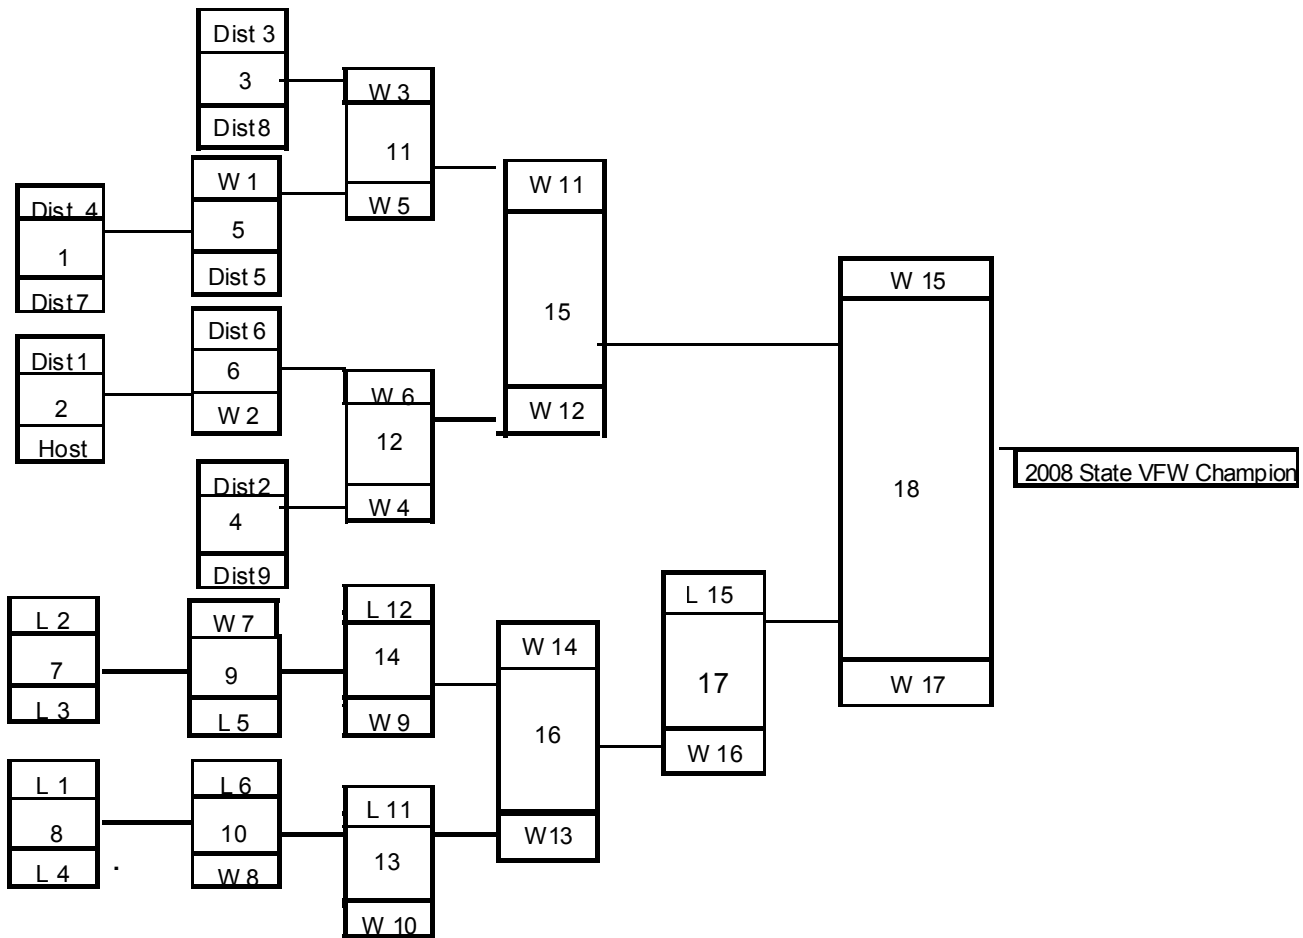 Dist 3
3
Dist 8
W 3
11
W 5
W 1
5
Dist 5
Dist 4
1
Dist 7
W 11
15
W 12
W 15
18
W 17
Dist 6
6
W 2
Dist 1
2
Host
W 6
12
W 4
2008 State VFW Champion
Dist 2
4
Dist 9
L 2
7
L 3
W 7
9
L 5
L 12
14
W 9
W 14
16
W 13
L 15
17
W 16
L 1
8
L 4
.
L 6
10
W 8
L 11
13
W 10